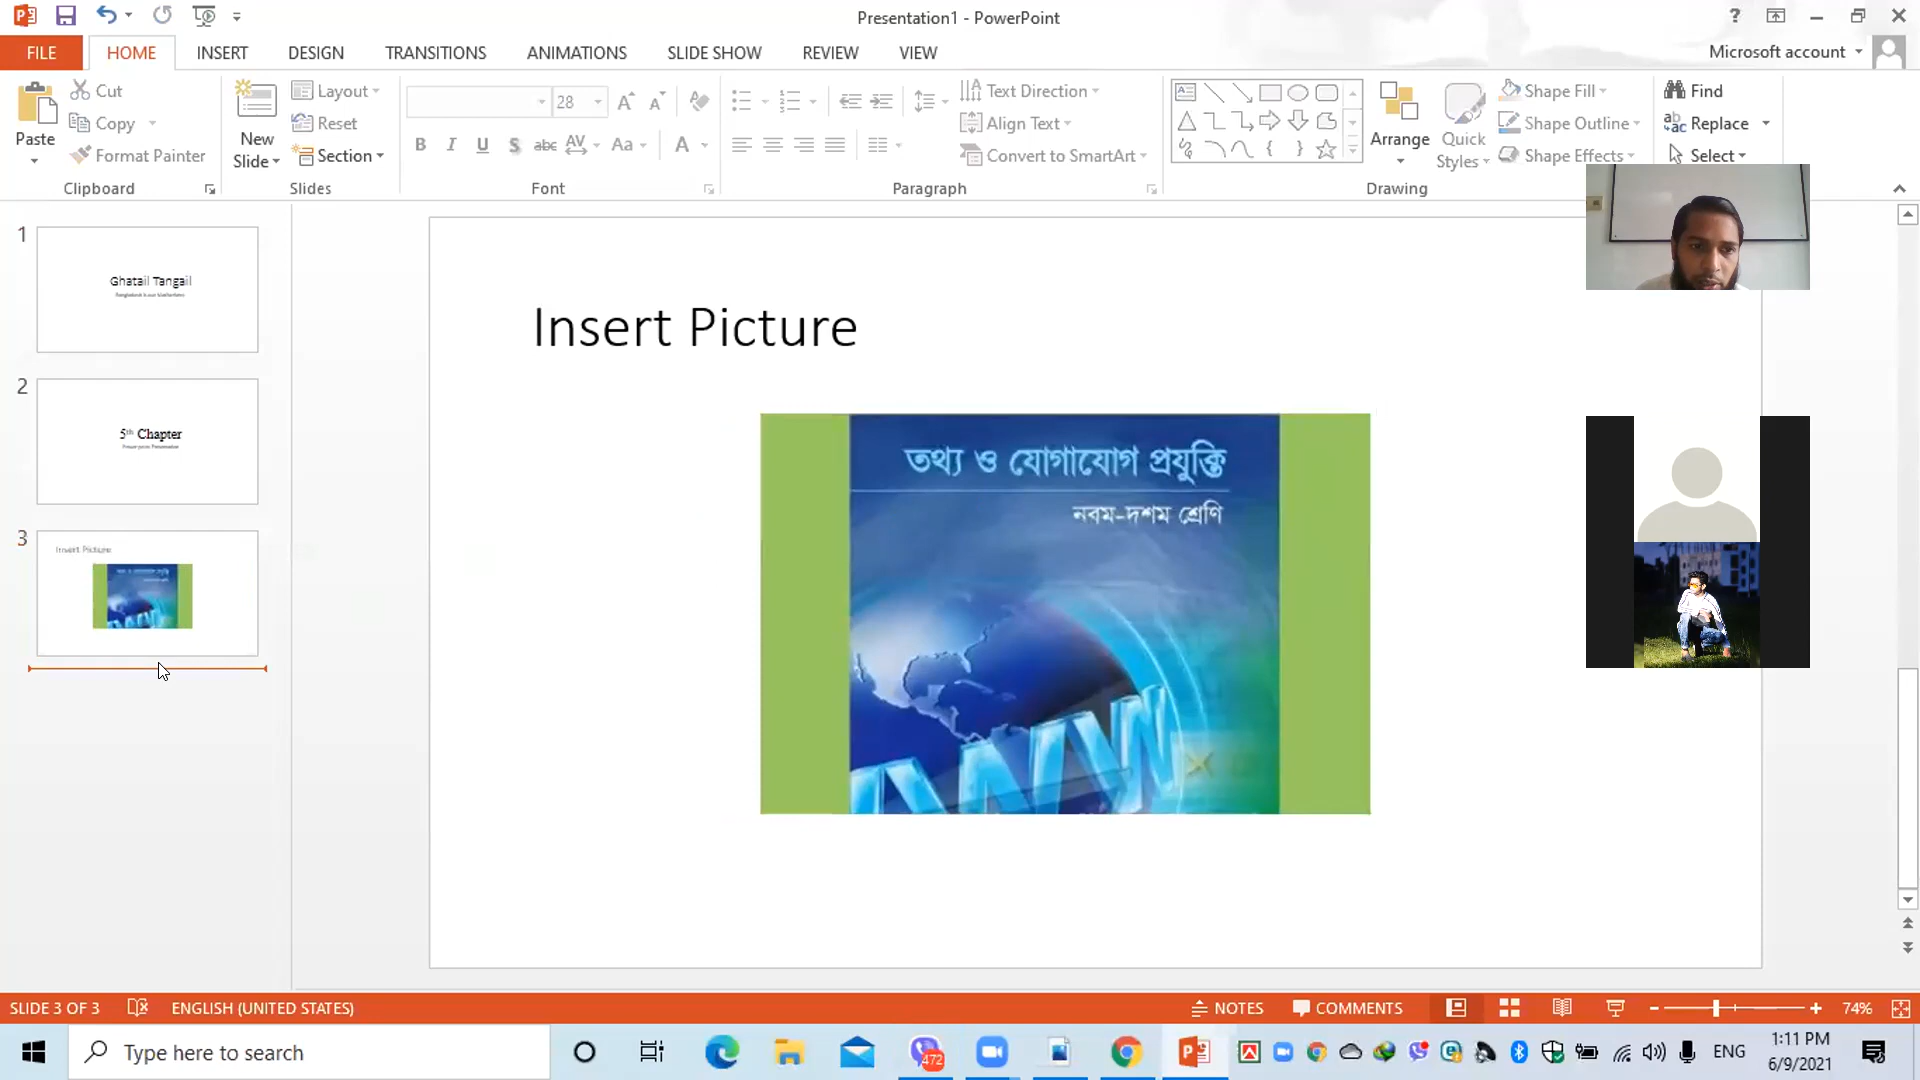 Presentation1 - PowerPoint
FILE HOME INSERT DESIGN TRANSITIONS ANIMATIONS SLIDE SHOW REVIEW VIEW
Microsoft account
Paste
Cut
Copy
Format Painter
Clipboard
New Slide
Layout
Reset
Section
Slides
28
Font
Text Direction
Align Text
Convert to SmartArt
Paragraph
Arrange
Quick Styles
Shape Fill
Shape Outline
Shape Effects
Drawing
Find
Replace
Select
1
Ghatail Tangail
2
5th Chapter
3
Insert Picture
তথ্য ও যোগাযোগ প্রযুক্তি
Insert Picture
তথ্য ও যোগাযোগ প্রযুক্তি
নবম-দশম শ্রেণি
WWW
SLIDE 3 OF 3
ENGLISH (UNITED STATES)
NOTES
COMMENTS
74%
Type here to search
472
ENG
1:11 PM
6/9/2021